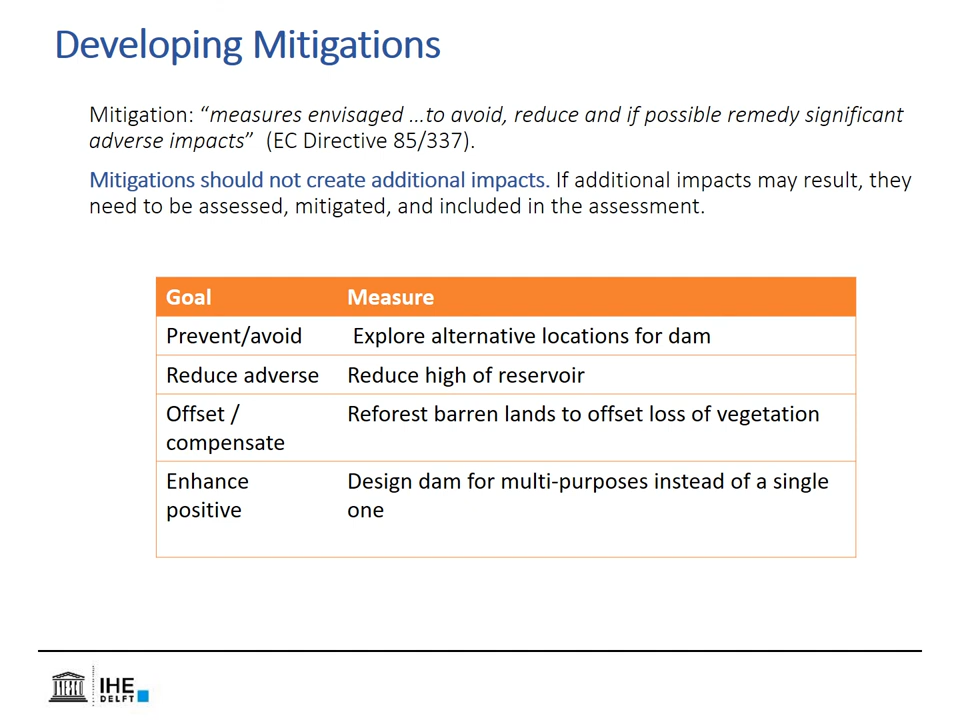 Developing Mitigations
Mitigation: “measures envisaged …to avoid, reduce and if possible remedy significant
adverse impacts”  (EC Directive 85/337).
Mitigations should not create additional impacts. If additional impacts may result, they
need to be assessed, mitigated, and included in the assessment.
Goal Measure
Prevent/avoid Explore alternative locations for dam
Reduce adverse Reduce high of reservoir
Offset / Reforest barren lands to offset loss of vegetation
compensate
Enhance Design dam for multi-purposes instead of a single
positive one
UNESCO
IHE
DELFT